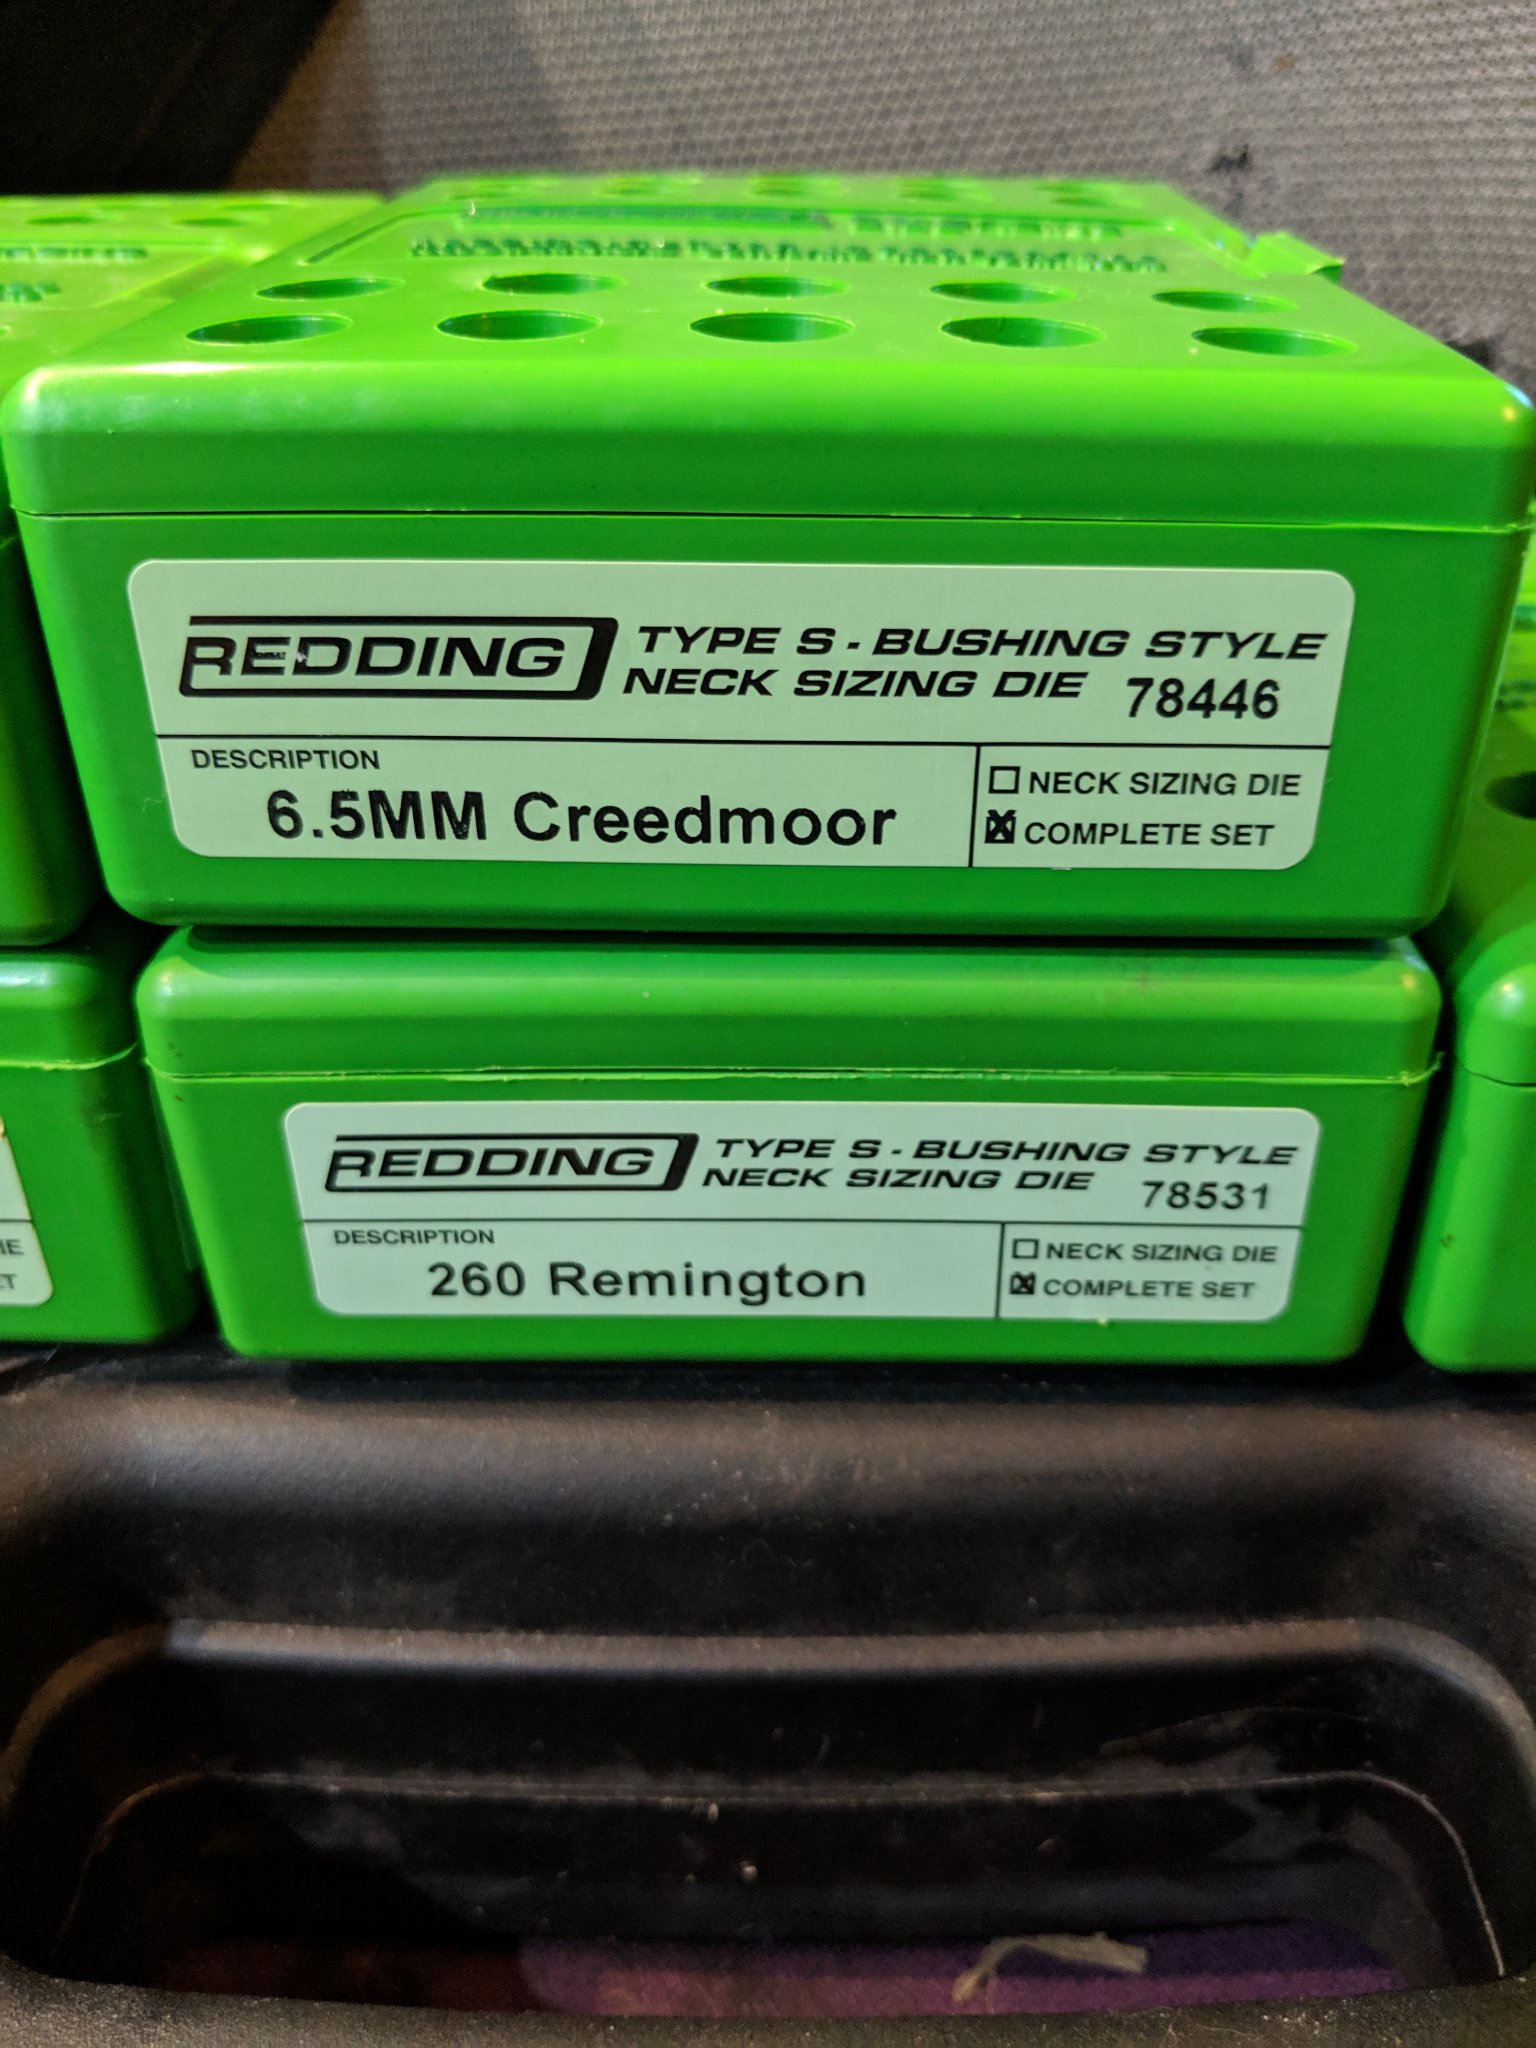 REDDING TYPE S - BUSHING STYLE
NECK SIZING DIE 78446
DESCRIPTION
6.5MM Creedmoor
☐ NECK SIZING DIE
☒ COMPLETE SET
REDDING TYPE S - BUSHING STYLE
NECK SIZING DIE 78531
DESCRIPTION
260 Remington
☐ NECK SIZING DIE
☒ COMPLETE SET